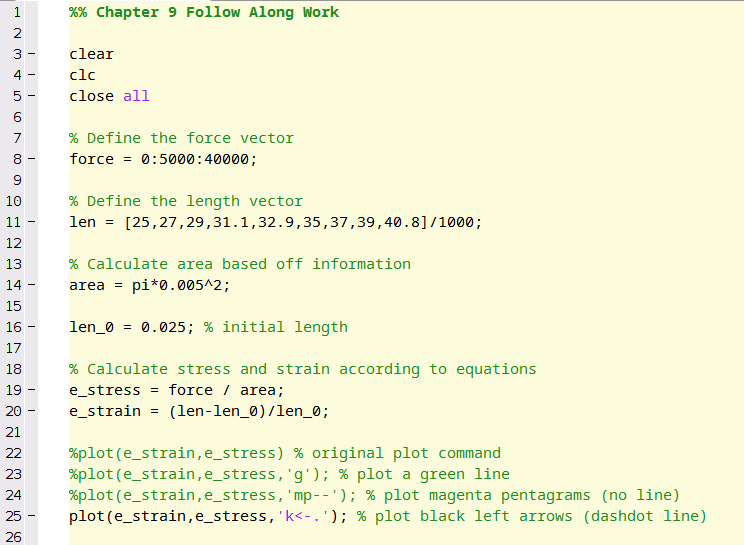 1 %% Chapter 9 Follow Along Work
2
3 - clear
4 - clc
5 - close all
6
7 % Define the force vector
8 - force = 0:5000:40000;
9
10 % Define the length vector
11 - len = [25,27,29,31.1,32.9,35,37,39,40.8]/1000;
12
13 % Calculate area based off information
14 - area = pi*0.005^2;
15
16 - len_0 = 0.025; % initial length
17
18 % Calculate stress and strain according to equations
19 - e_stress = force / area;
20 - e_strain = (len-len_0)/len_0;
21
22 %plot(e_strain,e_stress) % original plot command
23 %plot(e_strain,e_stress,'g'); % plot a green line
24 %plot(e_strain,e_stress,'mp--'); % plot magenta pentagrams (no line)
25 - plot(e_strain,e_stress,'k<-.'); % plot black left arrows (dashdot line)
26